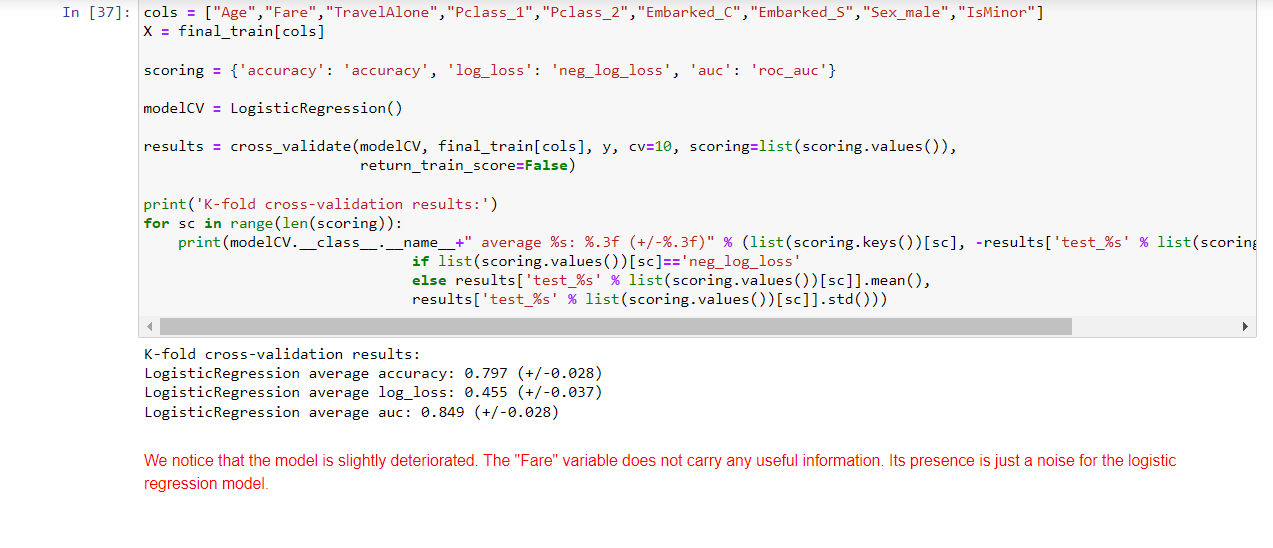 In [37]: cols = ["Age","Fare","TravelAlone","Pclass_1","Pclass_2","Embarked_C","Embarked_S","Sex_male","IsMinor"]
X = final_train[cols]
scoring = {'accuracy': 'accuracy', 'log_loss': 'neg_log_loss', 'auc': 'roc_auc'}
modelCV = LogisticRegression()
results = cross_validate(modelCV, final_train[cols], y, cv=10, scoring=list(scoring.values()),
return_train_score=False)
print('K-fold cross-validation results:')
for sc in range(len(scoring)):
print(modelCV.__class__.__name__+" average %s: %.3f (+/-%.3f)" % (list(scoring.keys())[sc], -results['test_%s' % list(scoring
if list(scoring.values())[sc]=='neg_log_loss'
else results['test_%s' % list(scoring.values())[sc]].mean(),
results['test_%s' % list(scoring.values())[sc]].std()))
K-fold cross-validation results:
LogisticRegression average accuracy: 0.797 (+/-0.028)
LogisticRegression average log_loss: 0.455 (+/-0.037)
LogisticRegression average auc: 0.849 (+/-0.028)
We notice that the model is slightly deteriorated. The "Fare" variable does not carry any useful information. Its presence is just a noise for the logistic
regression model.